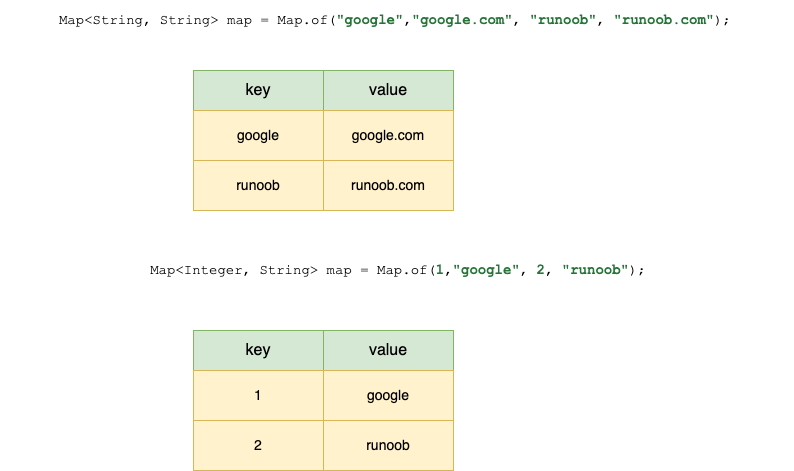 Map<String, String> map = Map.of("google","google.com", "runoob", "runoob.com");
key value
google google.com
runoob runoob.com
Map<Integer, String> map = Map.of(1,"google", 2, "runoob");
key value
1 google
2 runoob